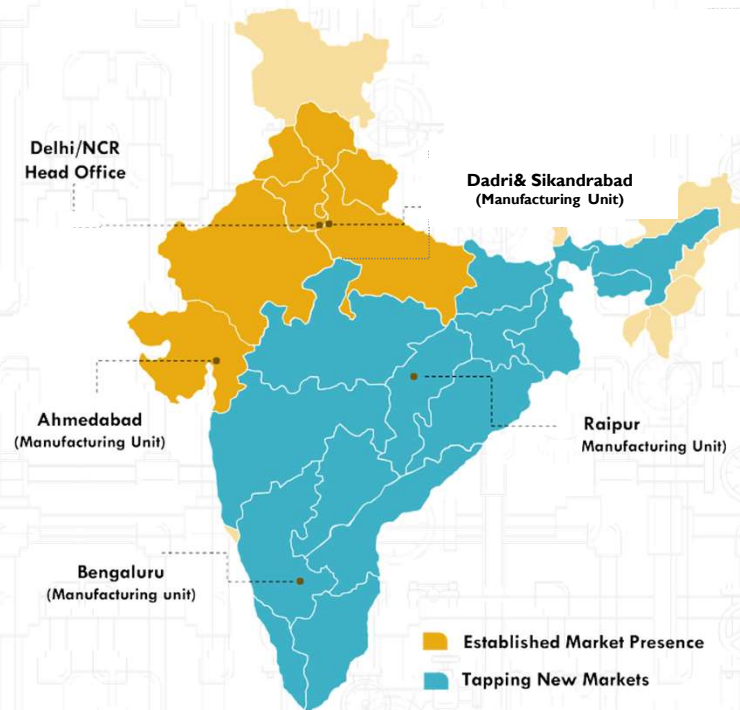 Delhi/NCR
Head Office
Dadri& Sikandrabad
(Manufacturing Unit)
Ahmedabad
(Manufacturing Unit)
Raipur
Manufacturing Unit)
Bengaluru
(Manufacturing unit)
Established Market Presence
Tapping New Markets